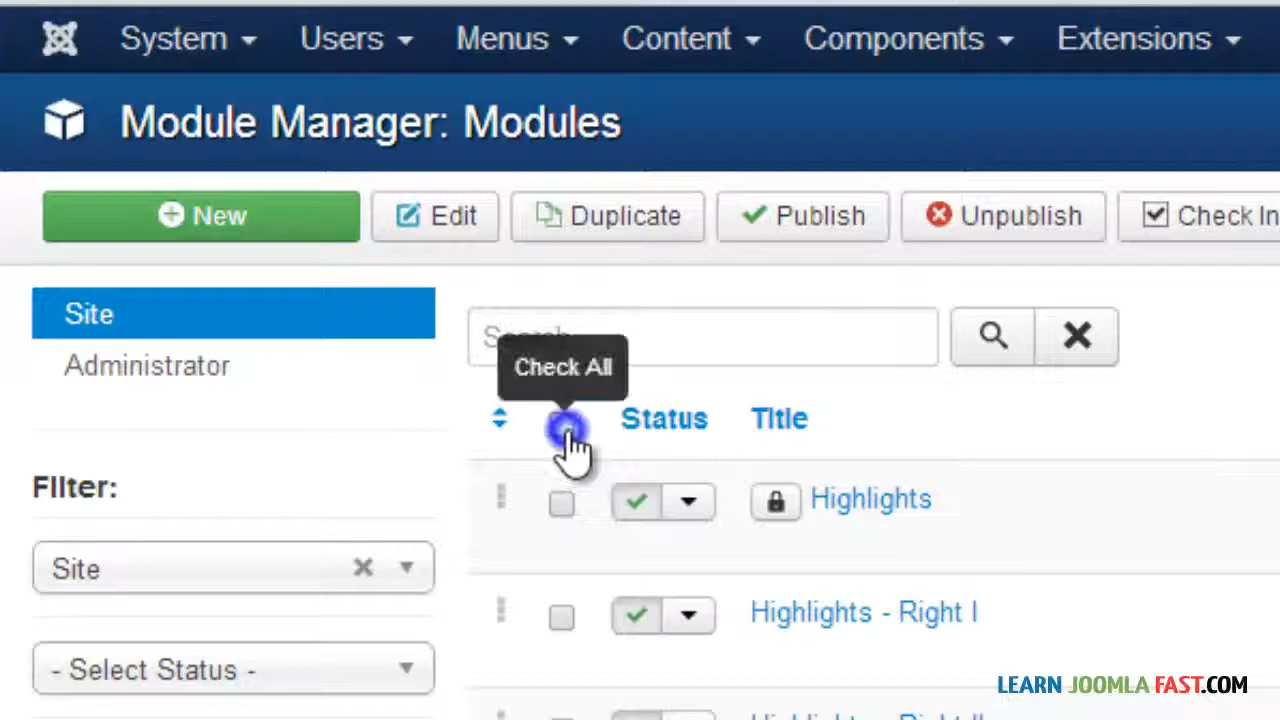 System Users Menus Content Components Extensions
Module Manager: Modules
New Edit Duplicate Publish Unpublish Check In
Site
Administrator
Check All
Status Title
Highlights
Filter:
Site
Highlights - Right I
- Select Status -
LEARN JOOMLA FAST.COM